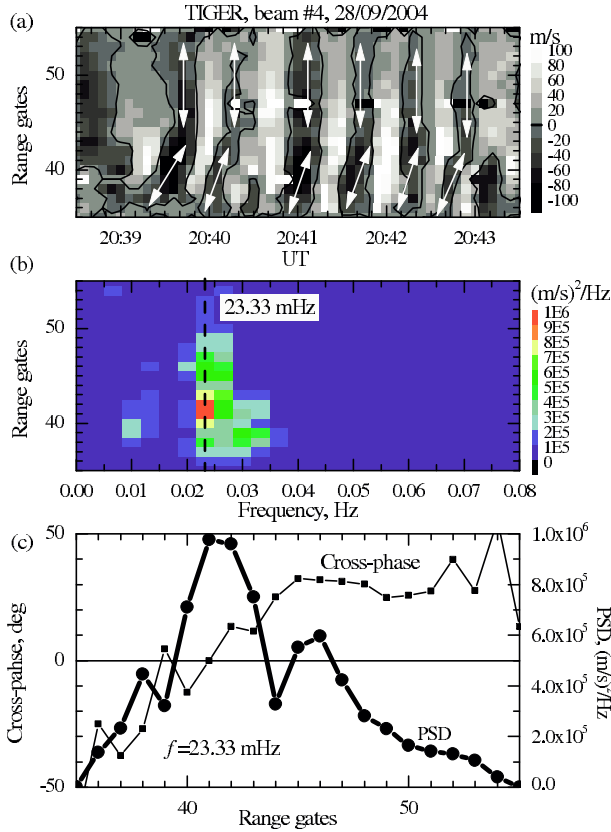 TIGER, beam #4, 28/09/2004
(a)
m/s
100
80
60
40
20
0
-20
-40
-60
-80
-100
Range gates
50
40
20:39 20:40 20:41 20:42 20:43
UT
(b)
(m/s)²/Hz
1E6
9E5
8E5
7E5
6E5
5E5
4E5
3E5
2E5
1E5
0
23.33 mHz
Range gates
50
40
0.00 0.01 0.02 0.03 0.04 0.05 0.06 0.07 0.08
Frequency, Hz
(c)
Cross-pahse, deg
50
0
-50
Cross-phase
PSD
f=23.33 mHz
1.0x10⁶
8.0x10⁵
6.0x10⁵
4.0x10⁵
2.0x10⁵
0.0
PSD, (m/s)²/Hz
40 50
Range gates